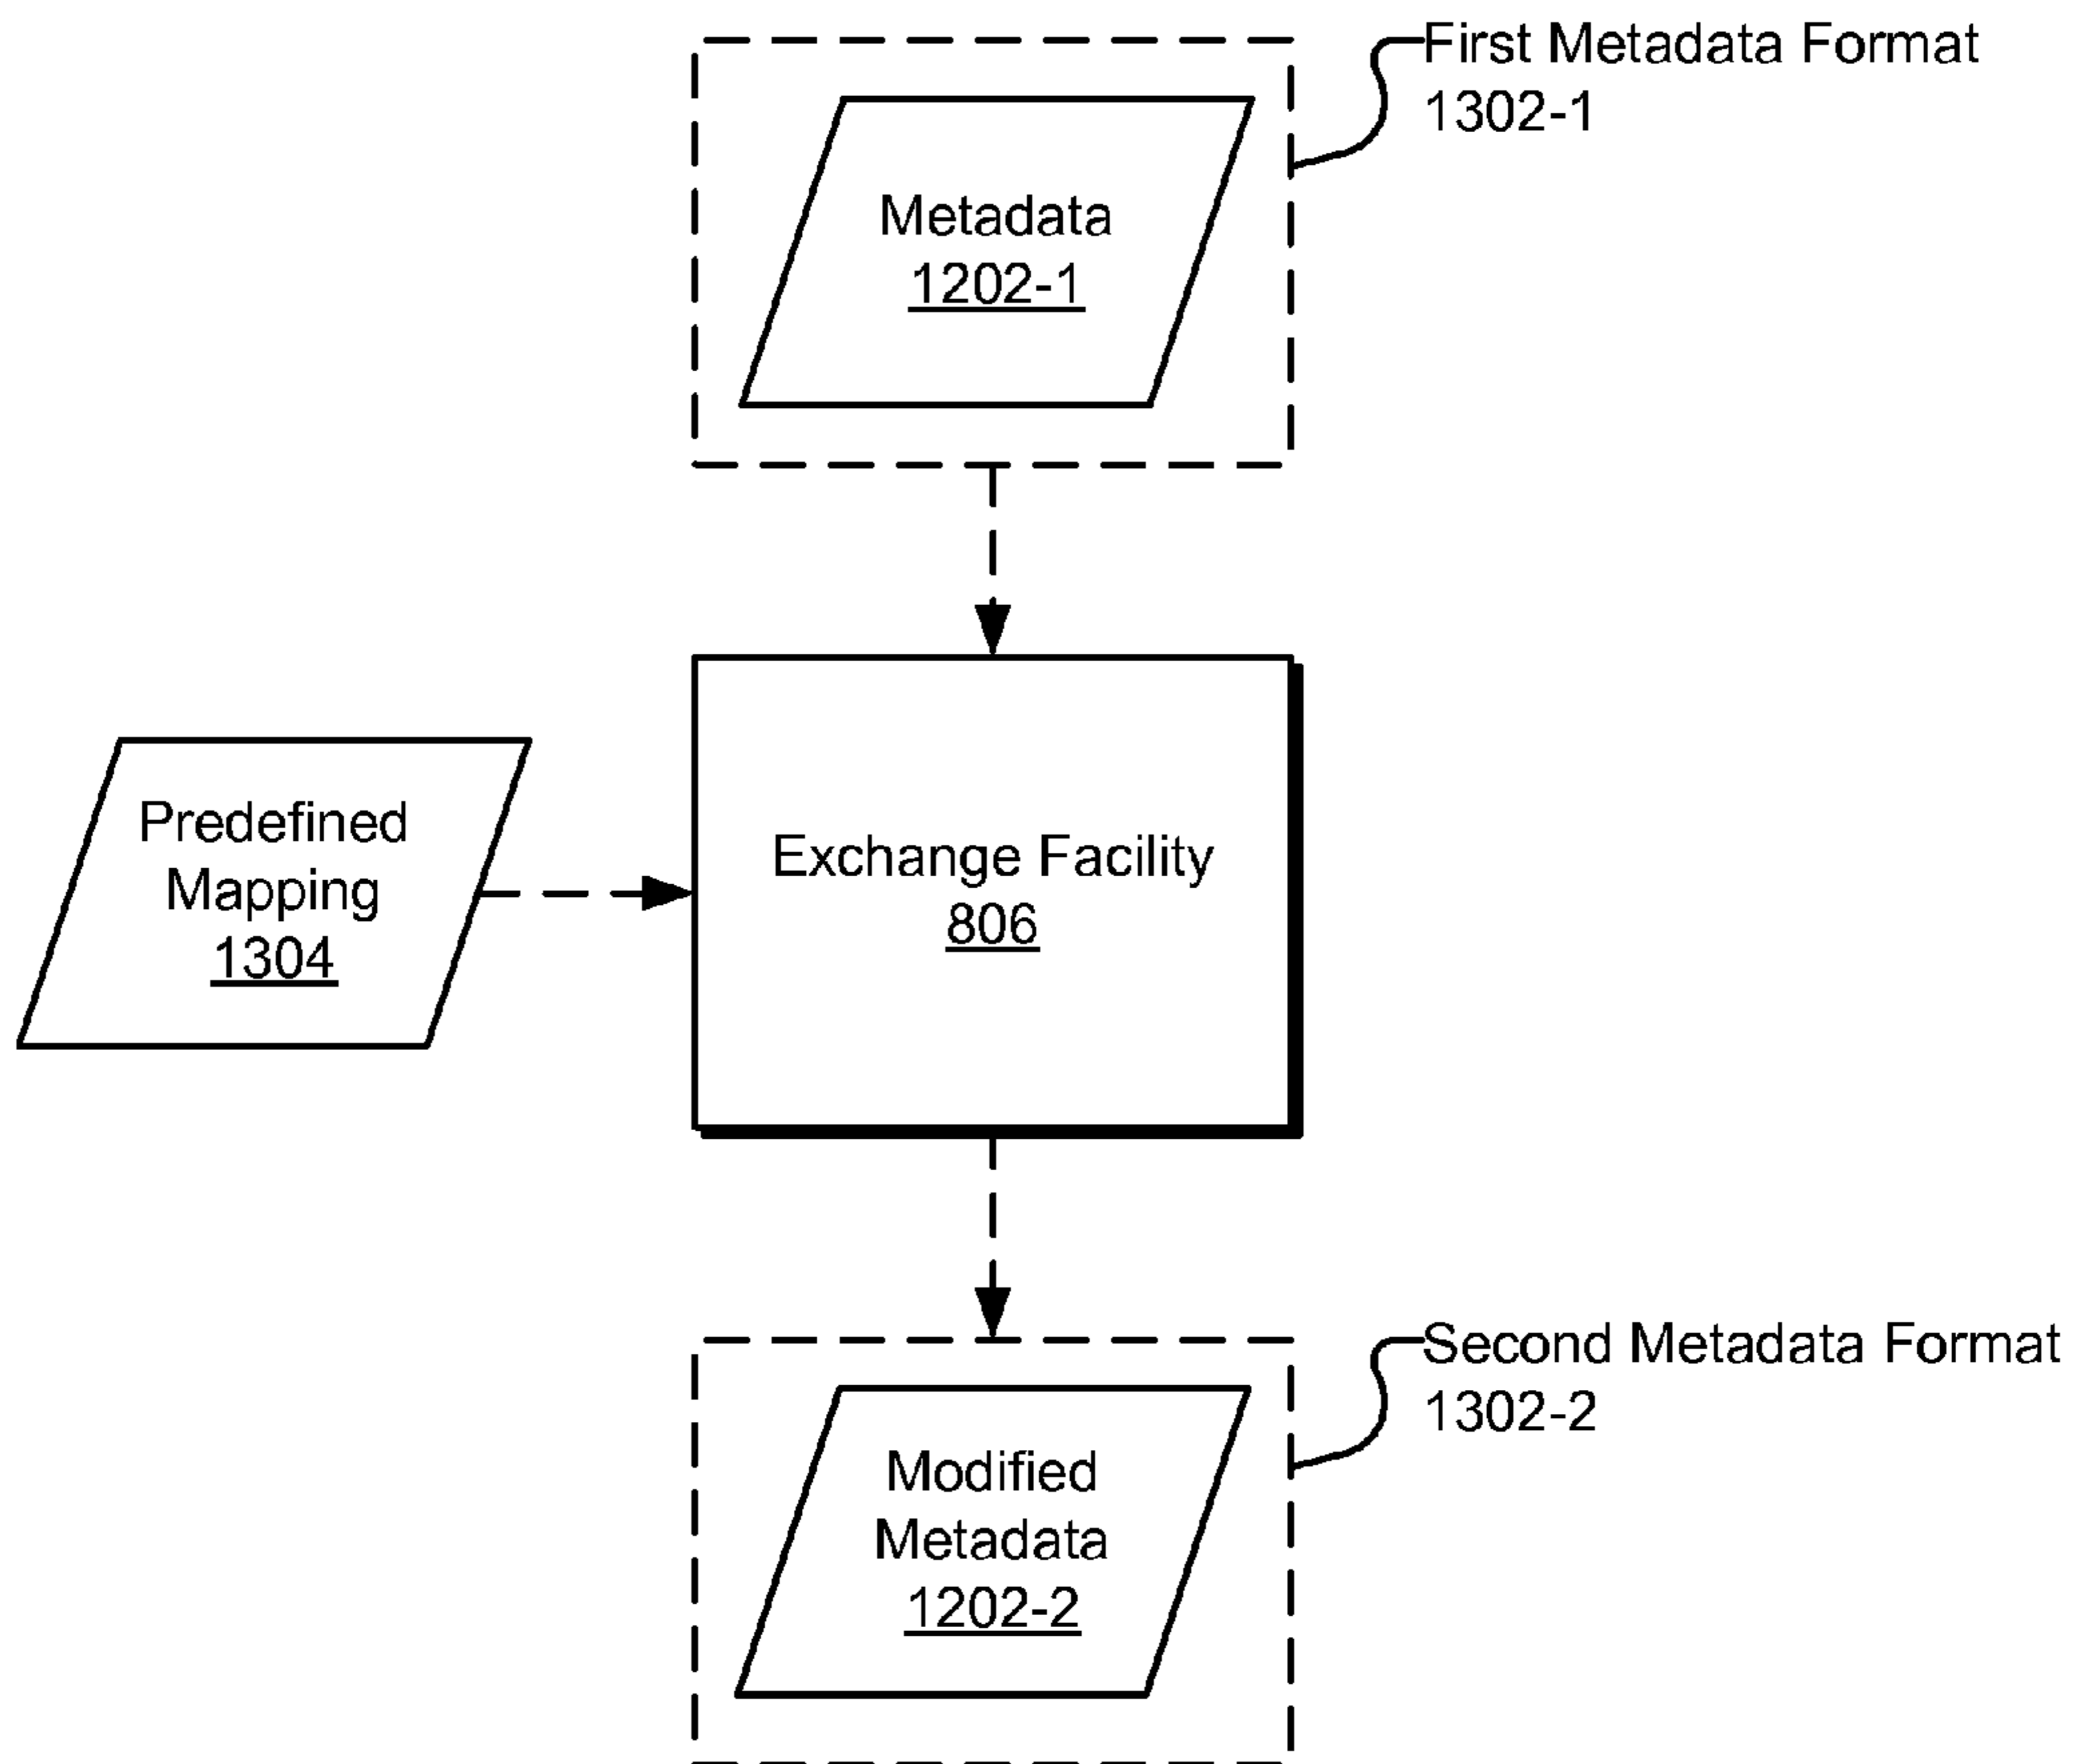 First Metadata Format
1302-1
Metadata
1202-1
Predefined
Mapping
1304
Exchange Facility
806
Second Metadata Format
1302-2
Modified
Metadata
1202-2